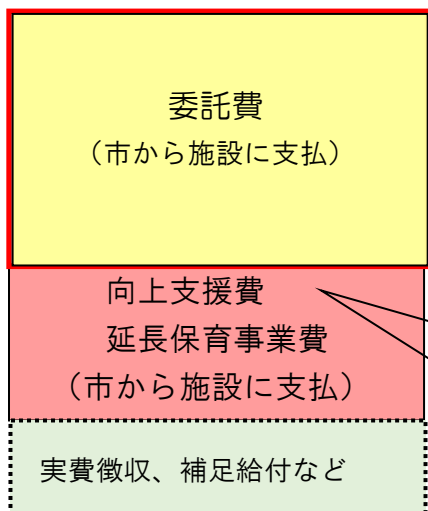 委託費
（市から施設に支払）
向上支援費
延長保育事業費
（市から施設に支払）
実費徴収、補足給付など